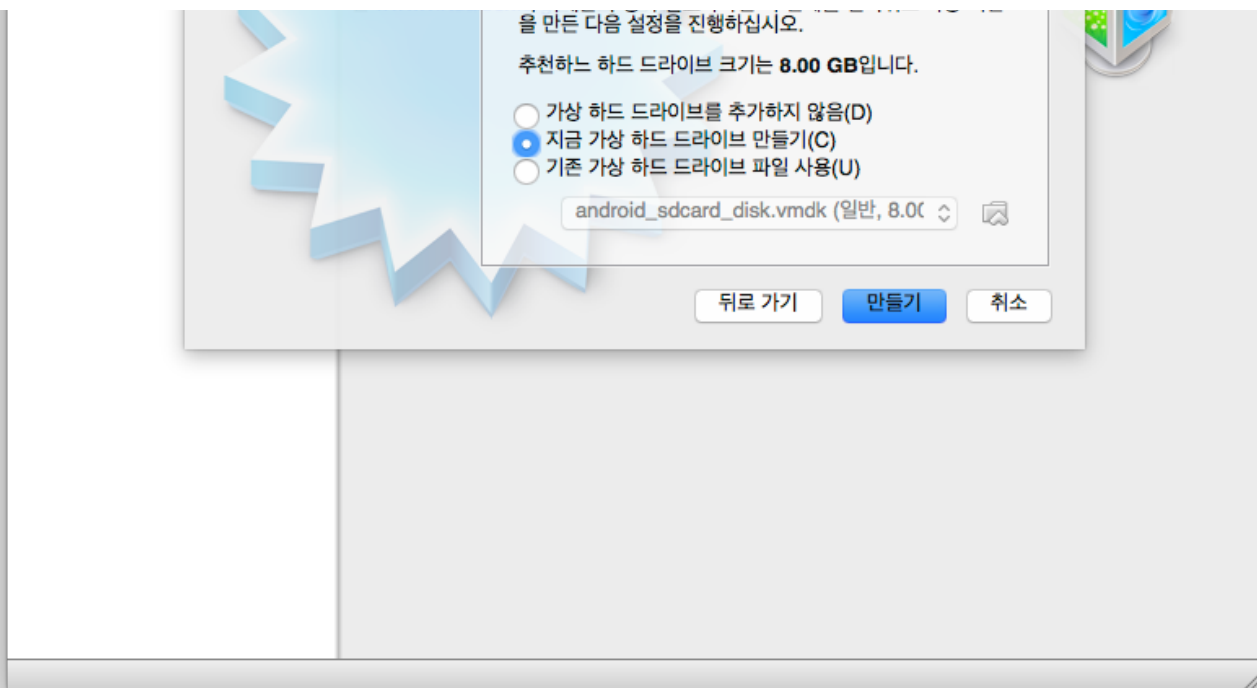 을 만든 다음 설정을 진행하십시오.
추천하느 하드 드라이브 크기는 8.00 GB입니다.
가상 하드 드라이브를 추가하지 않음(D)
지금 가상 하드 드라이브 만들기(C)
기존 가상 하드 드라이브 파일 사용(U)
android_sdcard_disk.vmdk (일반, 8.0(
뒤로 가기 만들기 취소